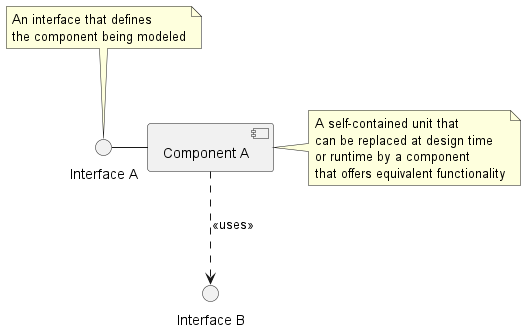 An interface that defines
the component being modeled
A self-contained unit that
can be replaced at design time
or runtime by a component
that offers equivalent functionality
Component A
Interface A
«uses»
Interface B